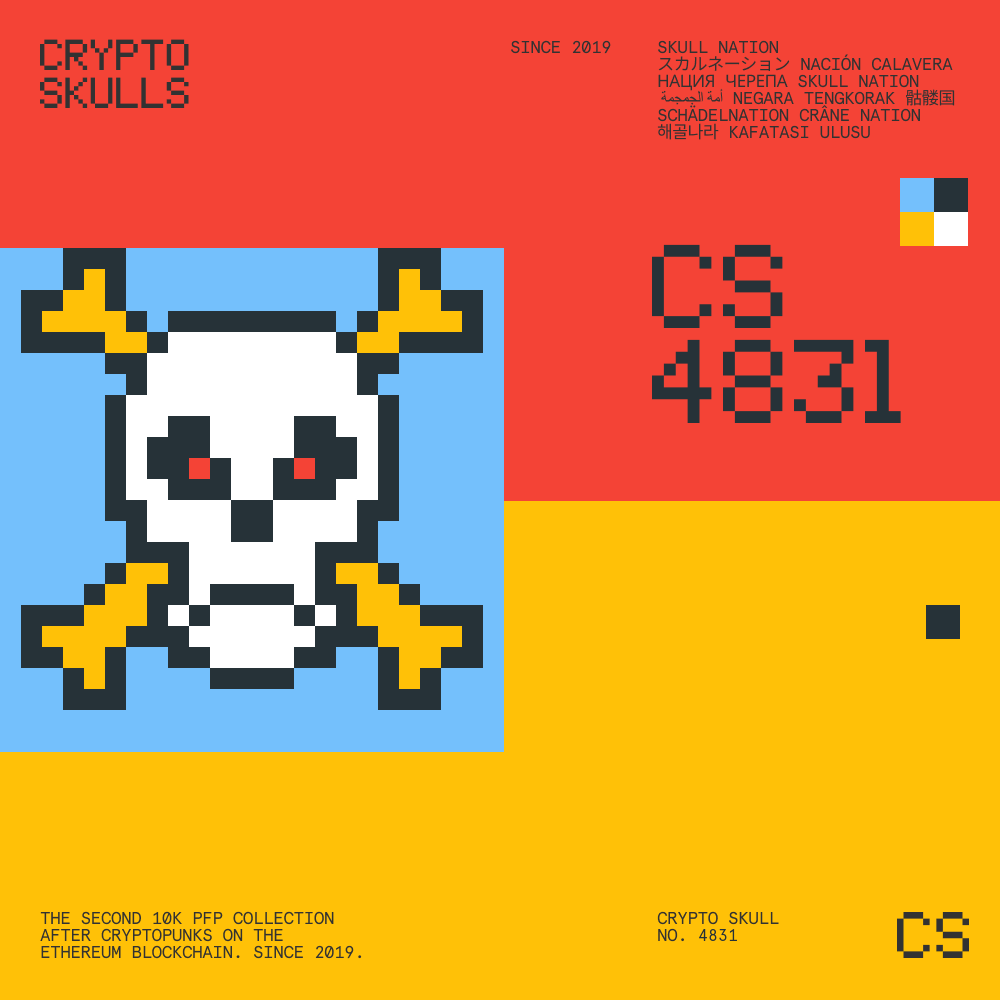 CRYPTO
SKULLS
SINCE 2019
SKULL NATION
スカルネーション NACIÓN CALAVERA
НАЦИЯ ЧЕРЕПА SKULL NATION
أمة الجمجمة NEGARA TENGKORAK 骷髅国
SCHÄDELNATION CRÂNE NATION
해골나라 KAFATASI ULUSU
CS
4831
THE SECOND 10K PFP COLLECTION
AFTER CRYPTOPUNKS ON THE
ETHEREUM BLOCKCHAIN. SINCE 2019.
CRYPTO SKULL
NO. 4831
CS